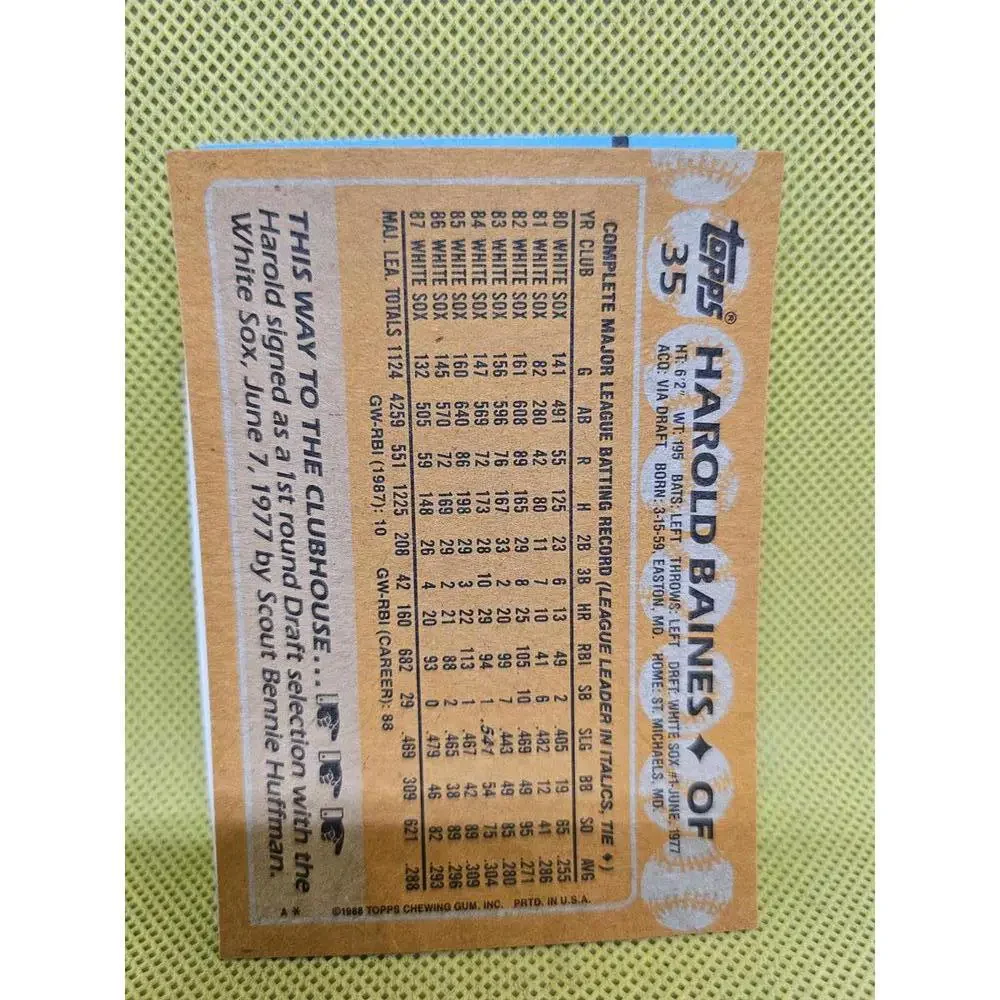 topps®
35
HAROLD BAINES ♦ OF
HT: 6'2" WT: 195 BATS: LEFT THROWS: LEFT DRFT: WHITE SOX #1-JUNE, 1977
ACQ: VIA DRAFT BORN: 3-15-59, EASTON, MD. HOME: ST. MICHAELS, MD.
COMPLETE MAJOR LEAGUE BATTING RECORD (LEAGUE LEADER IN ITALICS, TIE ♦)
YR CLUB G AB R H 2B 3B HR RBI SB SLG BB SO AVG
80 WHITE SOX 141 491 55 125 23 6 13 49 2 .405 19 65 .255
81 WHITE SOX 82 280 42 80 11 7 10 41 6 .482 12 41 .286
82 WHITE SOX 161 608 89 165 29 8 25 105 10 .469 49 95 .271
83 WHITE SOX 156 596 76 167 33 2 20 99 7 .443 49 85 .280
84 WHITE SOX 147 569 72 173 28 10 29 94 1 .541 54 75 .304
85 WHITE SOX 160 640 86 198 29 3 22 113 1 .467 42 89 .309
86 WHITE SOX 145 570 72 169 29 2 21 88 2 .465 38 89 .296
87 WHITE SOX 132 505 59 148 26 4 20 93 0 .479 46 82 .293
MAJ. LEA. TOTALS 1124 4259 551 1225 208 42 160 682 29 .469 309 621 .288
GW-RBI (1987): 10 GW-RBI (CAREER): 88
©1988 TOPPS CHEWING GUM, INC. PRTD. IN U.S.A.
THIS WAY TO THE CLUBHOUSE...
Harold signed as a 1st round Draft selection with the
White Sox, June 7, 1977 by Scout Bennie Huffman.
A *